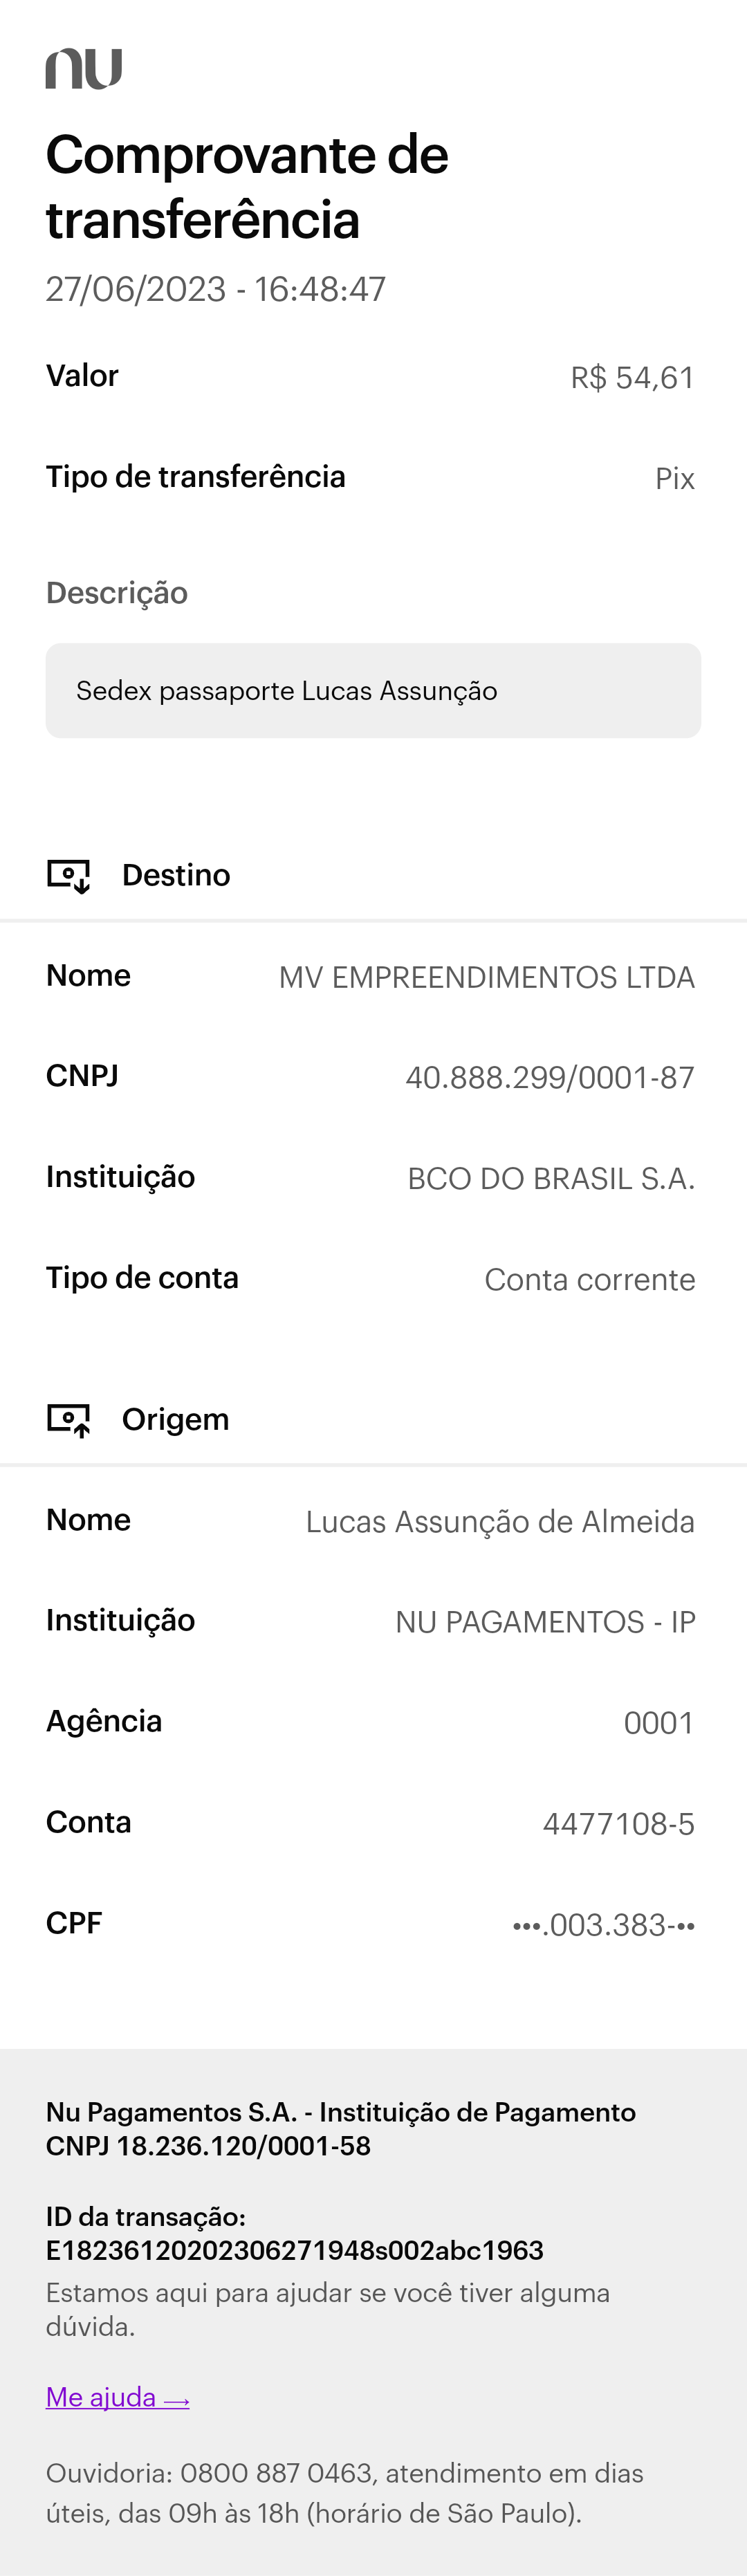 nu
Comprovante de
transferência
27/06/2023 - 16:48:47
Valor R$ 54,61
Tipo de transferência Pix
Descrição
Sedex passaporte Lucas Assunção
Destino
Nome MV EMPREENDIMENTOS LTDA
CNPJ 40.888.299/0001-87
Instituição BCO DO BRASIL S.A.
Tipo de conta Conta corrente
Origem
Nome Lucas Assunção de Almeida
Instituição NU PAGAMENTOS - IP
Agência 0001
Conta 4477108-5
CPF •••.003.383-••
Nu Pagamentos S.A. - Instituição de Pagamento
CNPJ 18.236.120/0001-58
ID da transação:
E18236120202306271948s002abc1963
Estamos aqui para ajudar se você tiver alguma
dúvida.
Me ajuda →
Ouvidoria: 0800 887 0463, atendimento em dias
úteis, das 09h às 18h (horário de São Paulo).